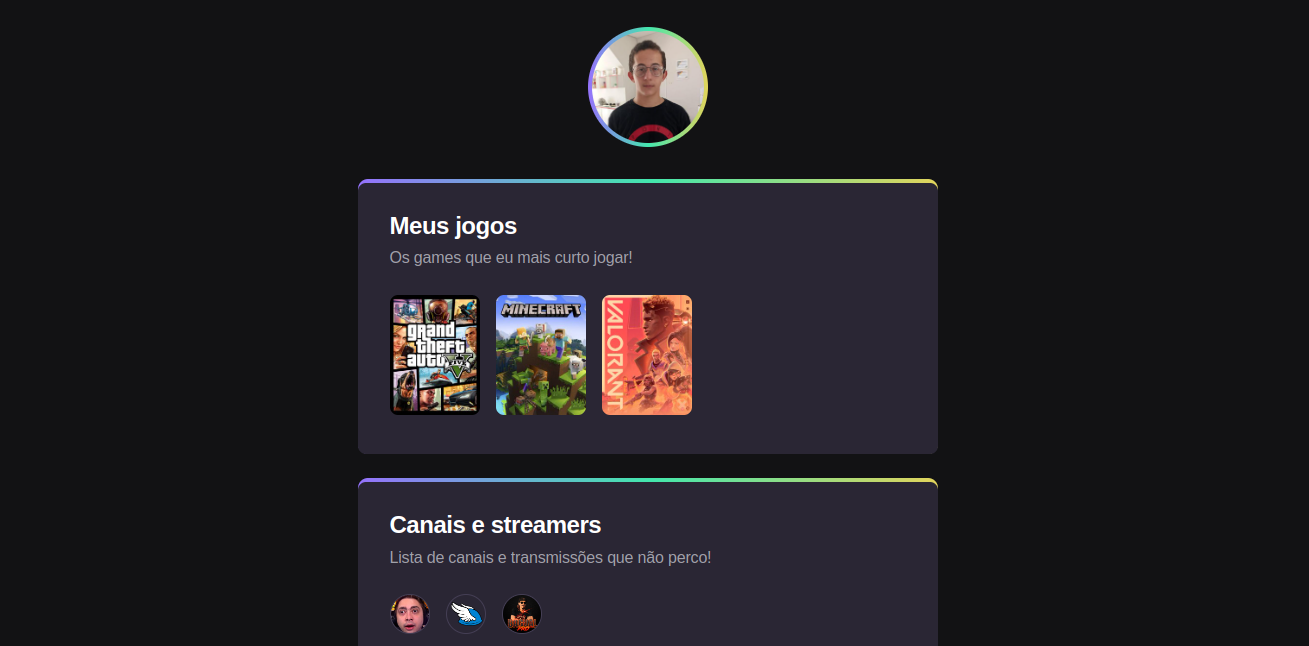 Meus jogos
Os games que eu mais curto jogar!
grand
theft
auto
MINECRAFT
VALORANT
Canais e streamers
Lista de canais e transmissões que não perco!